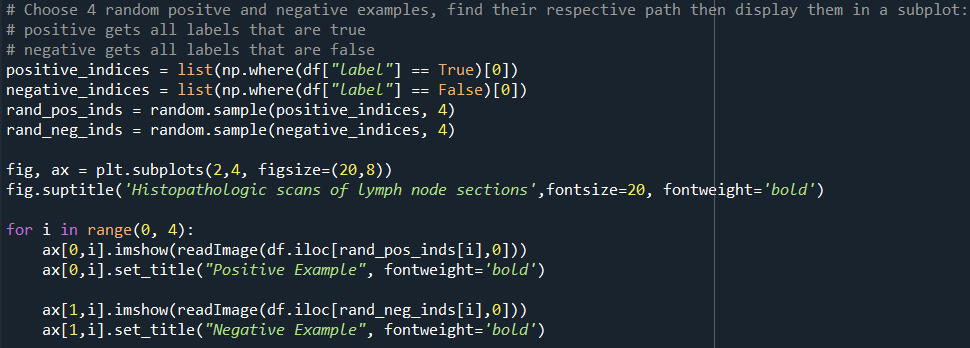 # Choose 4 random positve and negative examples, find their respective path then display them in a subplot:
# positive gets all labels that are true
# negative gets all labels that are false
positive_indices = list(np.where(df["label"] == True)[0])
negative_indices = list(np.where(df["label"] == False)[0])
rand_pos_inds = random.sample(positive_indices, 4)
rand_neg_inds = random.sample(negative_indices, 4)
fig, ax = plt.subplots(2,4, figsize=(20,8))
fig.suptitle('Histopathologic scans of lymph node sections',fontsize=20, fontweight='bold')
for i in range(0, 4):
    ax[0,i].imshow(readImage(df.iloc[rand_pos_inds[i],0]))
    ax[0,i].set_title("Positive Example", fontweight='bold')
    ax[1,i].imshow(readImage(df.iloc[rand_neg_inds[i],0]))
    ax[1,i].set_title("Negative Example", fontweight='bold')